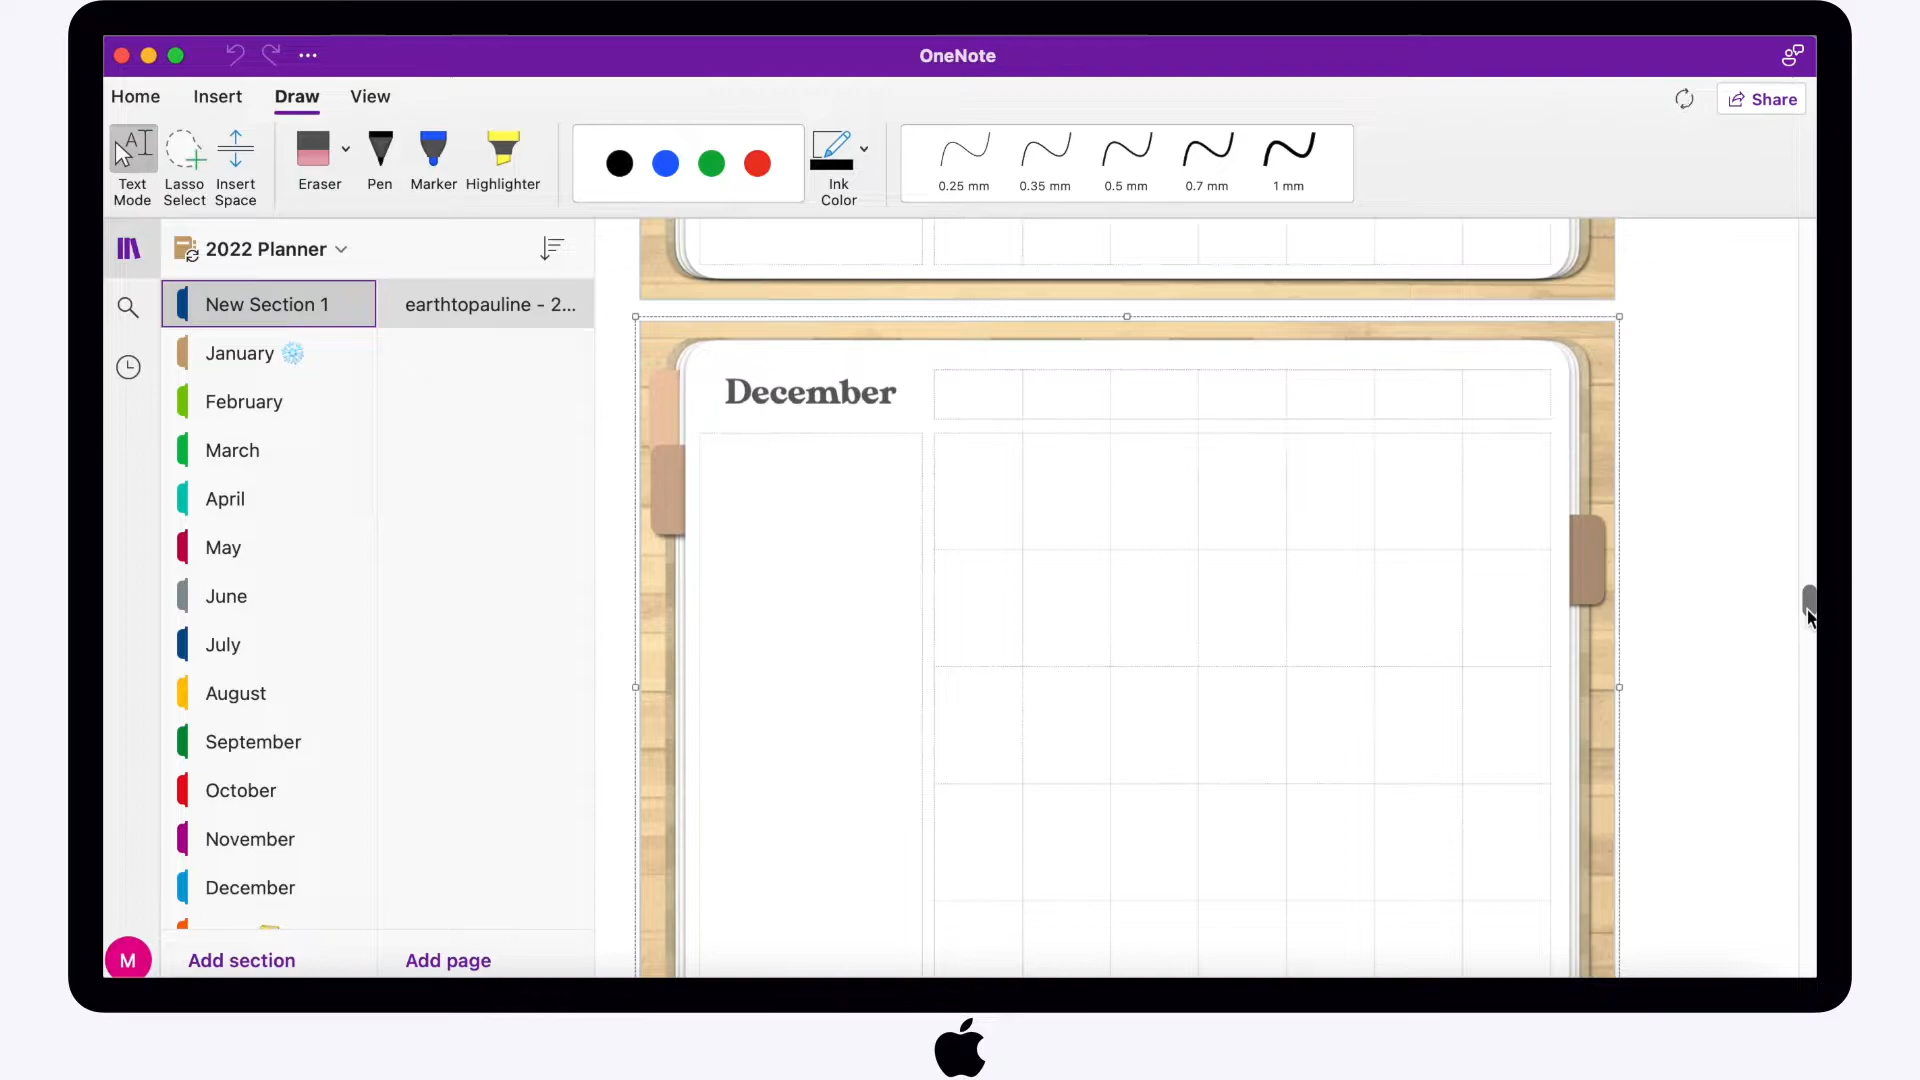 OneNote
Home Insert Draw View
Share
Text Mode
Lasso Select
Insert Space
Eraser
Pen
Marker
Highlighter
Ink Color
0.25 mm
0.35 mm
0.5 mm
0.7 mm
1 mm
2022 Planner
New Section 1
earthtopauline - 2...
January
February
March
April
May
June
July
August
September
October
November
December
Add section
Add page
M
December